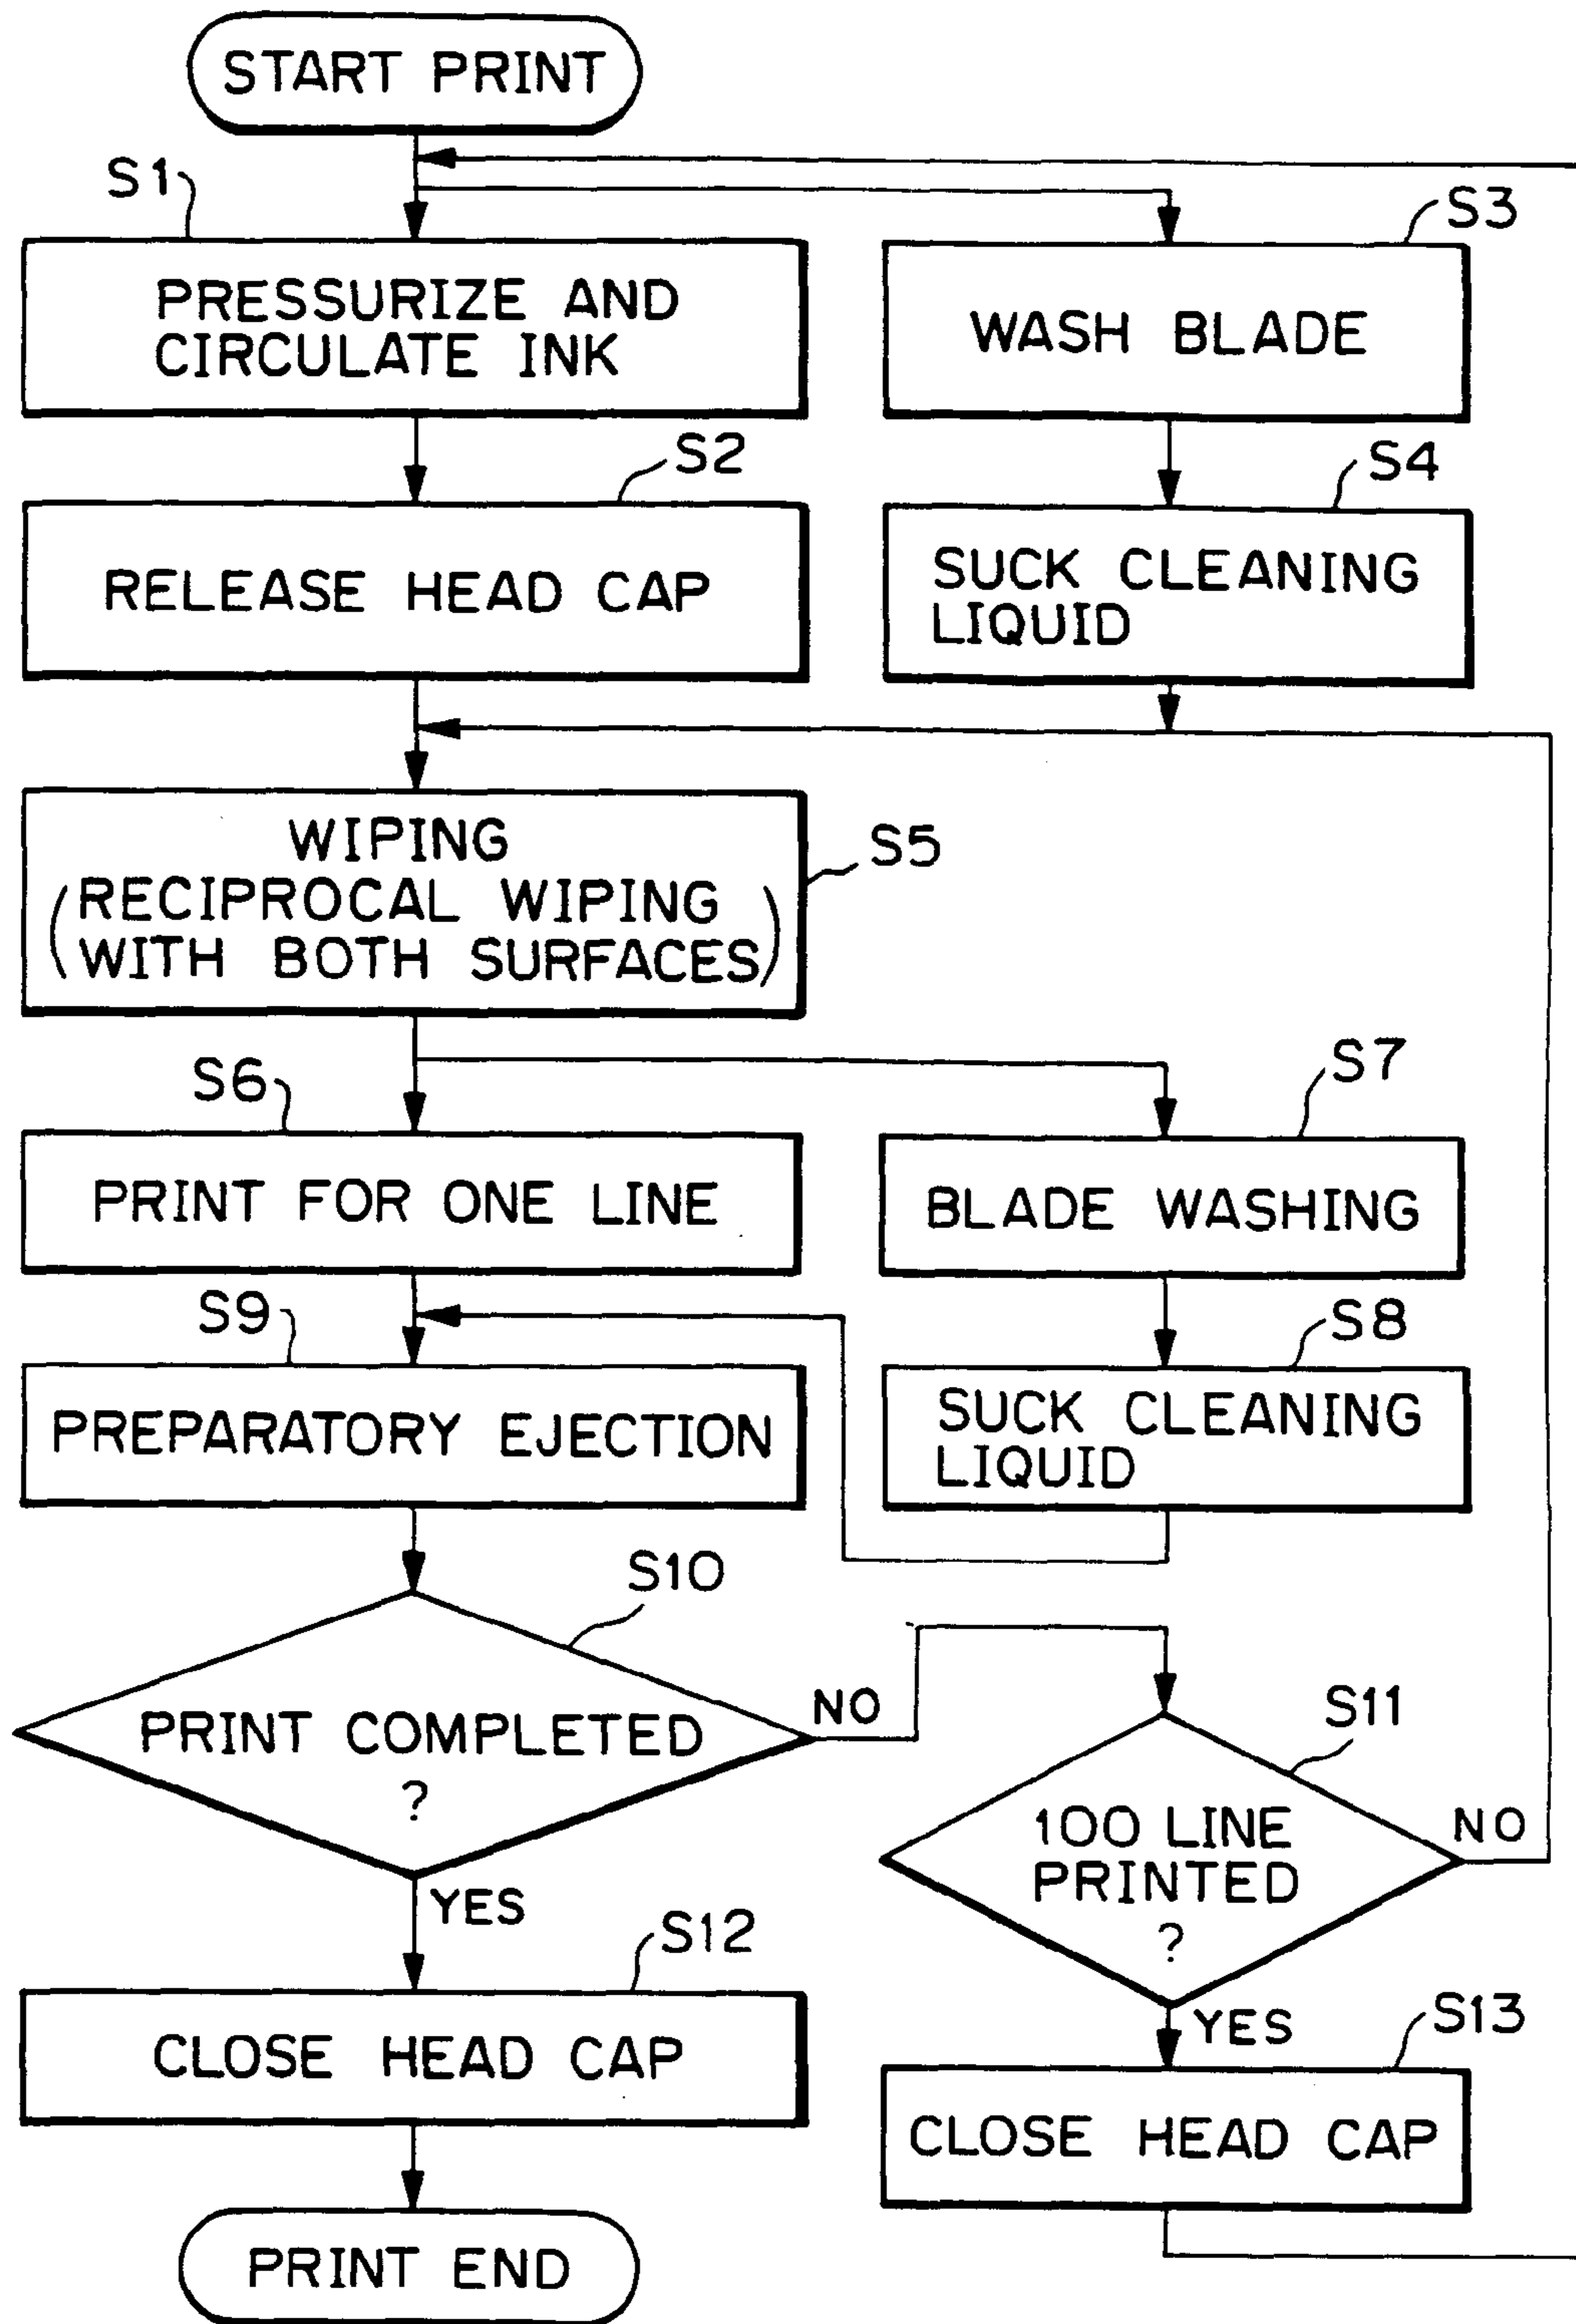 START PRINT
S1
S3
PRESSURIZE AND
CIRCULATE INK
WASH BLADE
S2
S4
RELEASE HEAD CAP
SUCK CLEANING
LIQUID
WIPING
(RECIPROCAL WIPING
WITH BOTH SURFACES)
S5
S6
S7
PRINT FOR ONE LINE
BLADE WASHING
S9
S8
PREPARATORY EJECTION
SUCK CLEANING
LIQUID
S10
PRINT COMPLETED
?
NO
S11
100 LINE
PRINTED
?
NO
YES
S12
YES
S13
CLOSE HEAD CAP
CLOSE HEAD CAP
PRINT END